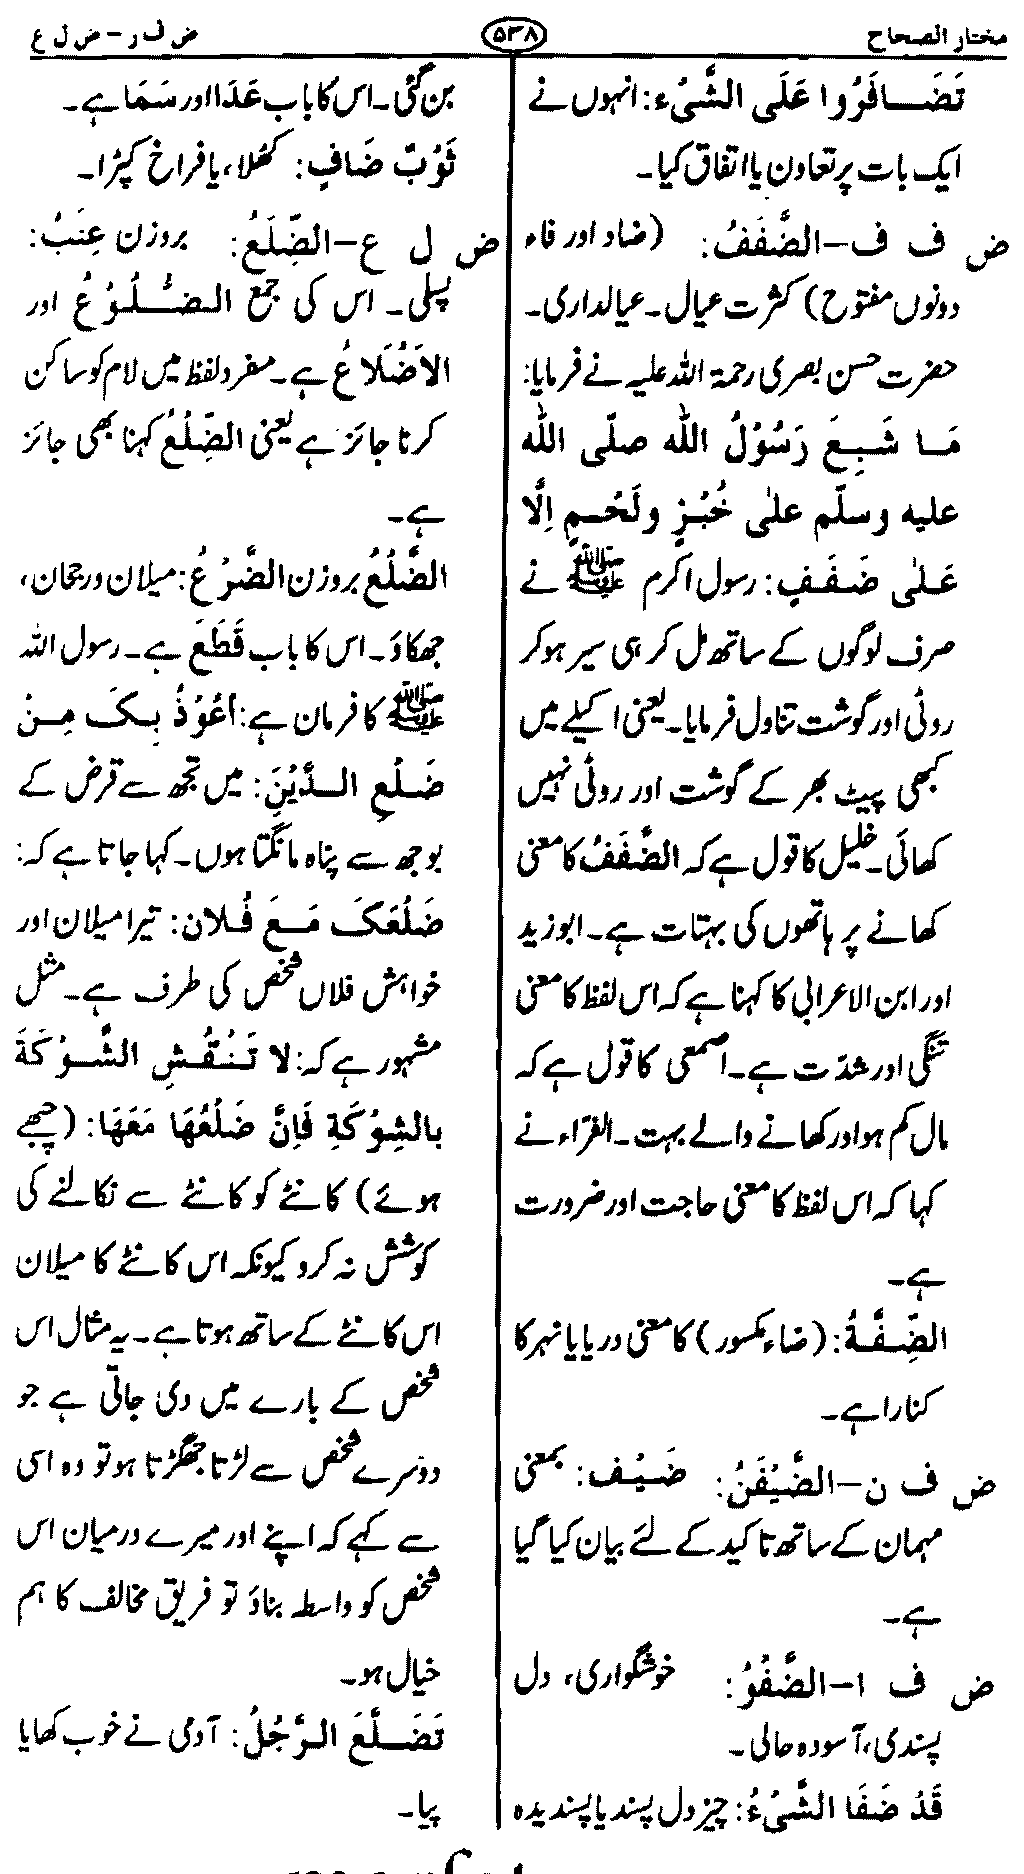 مختار الصحاح
۵۳۸
ض ف ر – ض ل ع
تَضَافَرُوا عَلَى الشَّیْءِ: انہوں نے
ایک بات پر تعاون یا اتفاق کیا۔
ض ف ف – الضَّفَفُ: (ضاد اور فاء
دونوں مفتوح) کثرت عیال۔ عیالداری۔
حضرت حسن بصری رحمۃ اللہ علیہ نے فرمایا:
مَا شَبِعَ رَسُوْلُ اللّٰه صلّى اللّٰه
عليه وسلّم علٰى خُبْزٍ ولَحْمٍ اِلَّا
عَلٰى ضَفَفٍ: رسول اکرم ﷺ نے
صرف لوگوں کے ساتھ مل کر ہی سیر ہو کر
روٹی اور گوشت تناول فرمایا۔ یعنی اکیلے میں
کبھی پیٹ بھر کے گوشت اور روٹی نہیں
کھائی۔ خلیل کا قول ہے کہ الضَّفَفُ کا معنی
کھانے پر ہاتھوں کی بہتات ہے۔ ابوزید
اور ابن الاعرابی کا کہنا ہے کہ اس لفظ کا معنی
تنگی اور شدّت ہے۔ اصمعی کا قول ہے کہ
مال کم ہو اور کھانے والے بہت۔ الفرّاء نے
کہا کہ اس لفظ کا معنی حاجت اور ضرورت
ہے۔
الضِّفَّةُ: (ضاء مکسور) کا معنی دریا یا نہر کا
کنارا ہے۔
ض ف ن – الضَّیْفَنُ: ضَیْف: بمعنی
مہمان کے ساتھ تاکید کے لئے بیان کیا گیا
ہے۔
ض ف ا – الضَّفْوُ: خوشگواری، دل
پسندی، آسودہ حالی۔
قَدْ ضَفَا الشَّیْءُ: چیز دل پسند یا پسندیدہ
بن گئی۔ اس کا باب عَدَا اور سَمَا ہے۔
ثَوْبٌ ضَافٍ: کھُلا، یا فراخ کپڑا۔
ض ل ع – الضِّلَعُ: بروزن عِنَبُ:
پسلی۔ اس کی جمع الضُّلُوْعُ اور
الاَضْلَاعُ ہے۔ مفرد لفظ میں لام کو ساکن
کرنا جائز ہے یعنی الضِّلْعُ کہنا بھی جائز
ہے۔
الضَّلْعُ بروزن الضَّرْعُ: میلان ورجحان،
جھکاؤ۔ اس کا باب قَطَعَ ہے۔ رسول اللہ
ﷺ کا فرمان ہے: اَعُوْذُ بِکَ مِنْ
ضَلْعِ الدَّیْنِ: میں تجھ سے قرض کے
بوجھ سے پناہ مانگتا ہوں۔ کہا جاتا ہے کہ:
ضَلْعَکَ مَعَ فُلان: تیرا میلان اور
خواہش فلاں شخص کی طرف ہے۔ مثل
مشہور ہے کہ: لا تَنْقُشِ الشَّوْكَةَ
بالشِوْكَةِ فَاِنَّ ضَلْعَهَا مَعَهَا: (چبھے
ہوئے) کانٹے کو کانٹے سے نکالنے کی
کوشش نہ کرو کیونکہ اس کانٹے کا میلان
اس کانٹے کے ساتھ ہوتا ہے۔ یہ مثال اس
شخص کے بارے میں دی جاتی ہے جو
دوسرے شخص سے لڑتا جھگڑتا ہو تو وہ اسی
سے کہے کہ اپنے اور میرے درمیان اس
شخص کو واسطہ بناؤ تو فریق مخالف کا ہم
خیال ہو۔
تَضَلَّعَ الرَّجُلُ: آدمی نے خوب کھایا
پیا۔